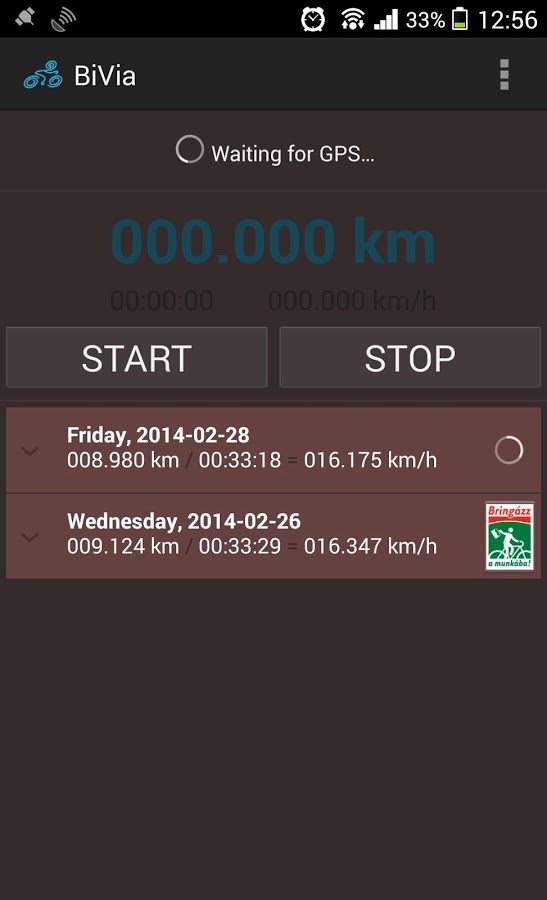 33% 12:56
BiVia
Waiting for GPS...
000.000 km
00:00:00 000.000 km/h
START STOP
Friday, 2014-02-28
008.980 km / 00:33:18 = 016.175 km/h
Wednesday, 2014-02-26
009.124 km / 00:33:29 = 016.347 km/h
Bringázz
a munkába!